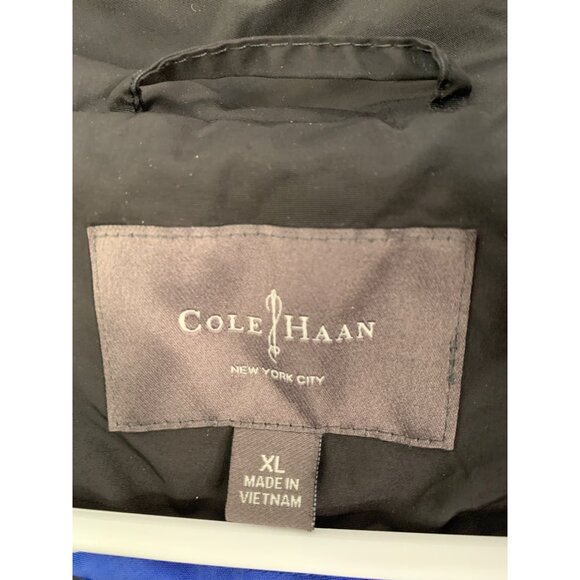 COLE HAAN
NEW YORK CITY
XL
MADE IN
VIETNAM